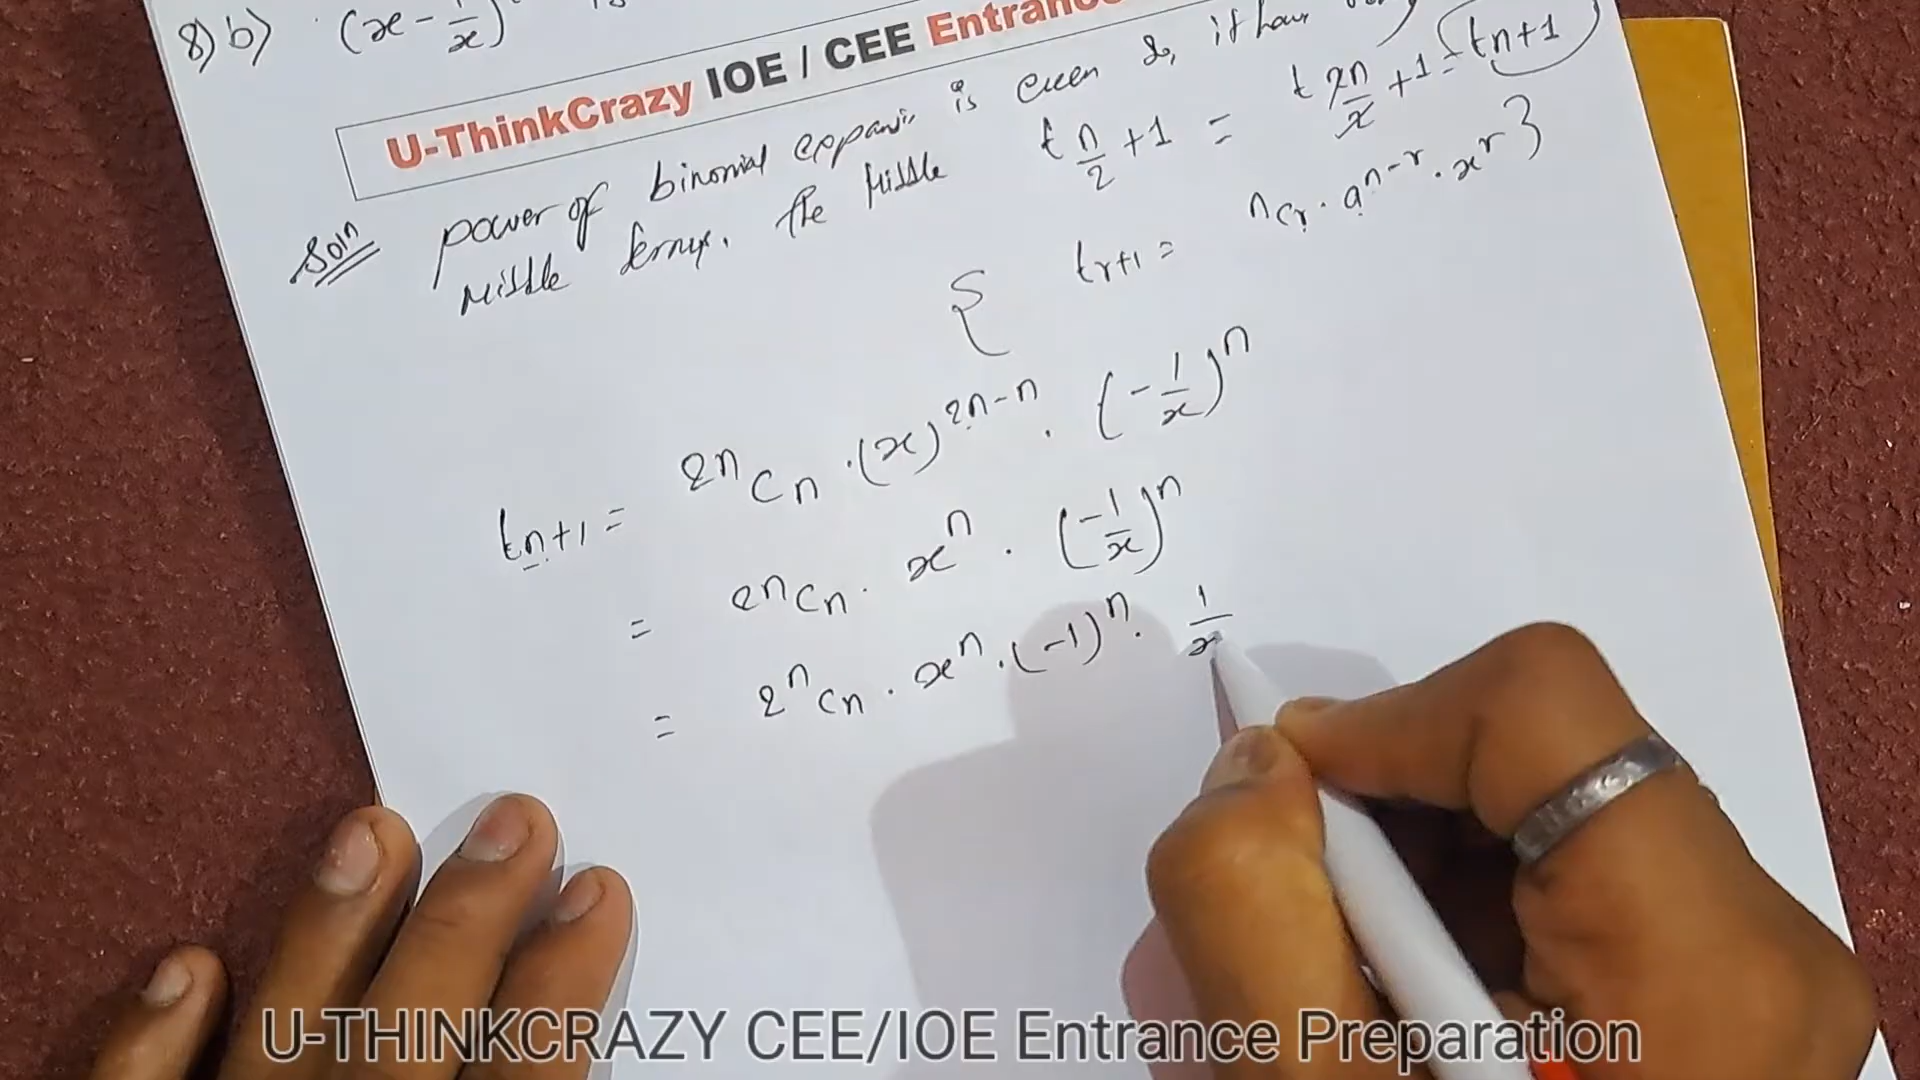 8) b) (x - 1/x)
U-ThinkCrazy IOE / CEE Entrance
Soln power of binomial expansi is even so, it have
middle terms. the middle t n/2 + 1 = t 2n/2 + 1 = tn+1
{ tr+1 = nCr . a^n-r . x^r }
tn+1 = 2nCn . (x)^2n-n . (-1/x)^n
= 2nCn . x^n . (-1/x)^n
= 2nCn . x^n . (-1)^n . 1/x
U-THINKCRAZY CEE/IOE Entrance Preparation